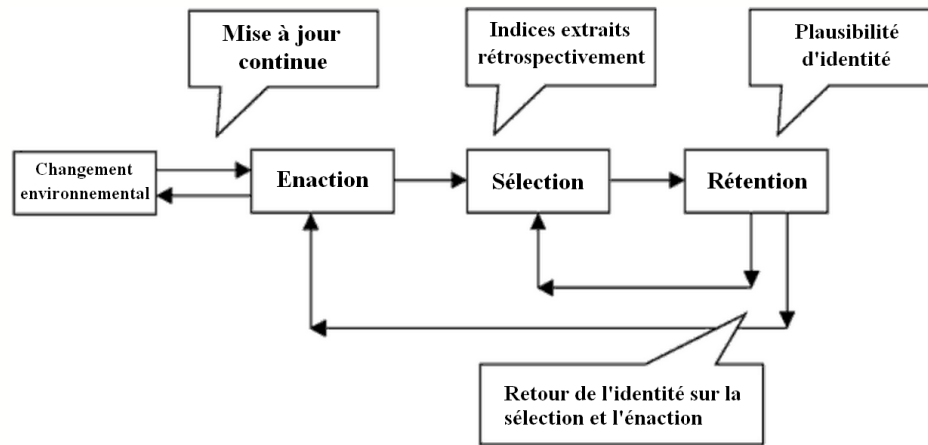 Mise à jour
continue
Indices extraits
rétrospectivement
Plausibilité
d'identité
Changement
environnemental
Enaction
Sélection
Rétention
Retour de l'identité sur la
sélection et l'énaction